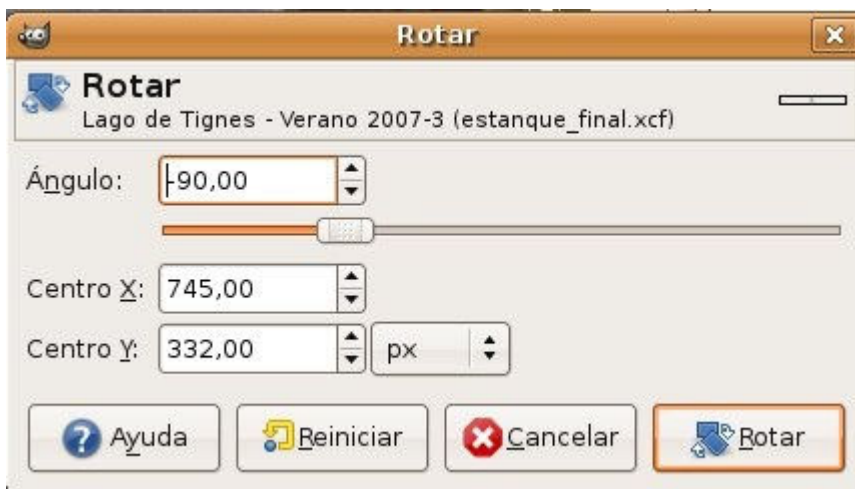 Rotar
Rotar
Lago de Tignes - Verano 2007-3 (estanque_final.xcf)
Ángulo: -90,00
Centro X: 745,00
Centro Y: 332,00 px
Ayuda Reiniciar Cancelar Rotar